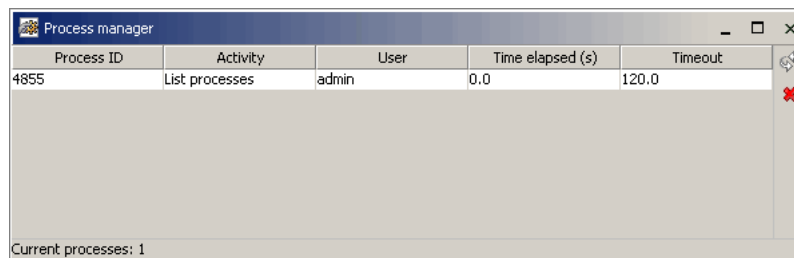 Process manager
Process ID Activity User Time elapsed (s) Timeout
4855 List processes admin 0.0 120.0
Current processes: 1